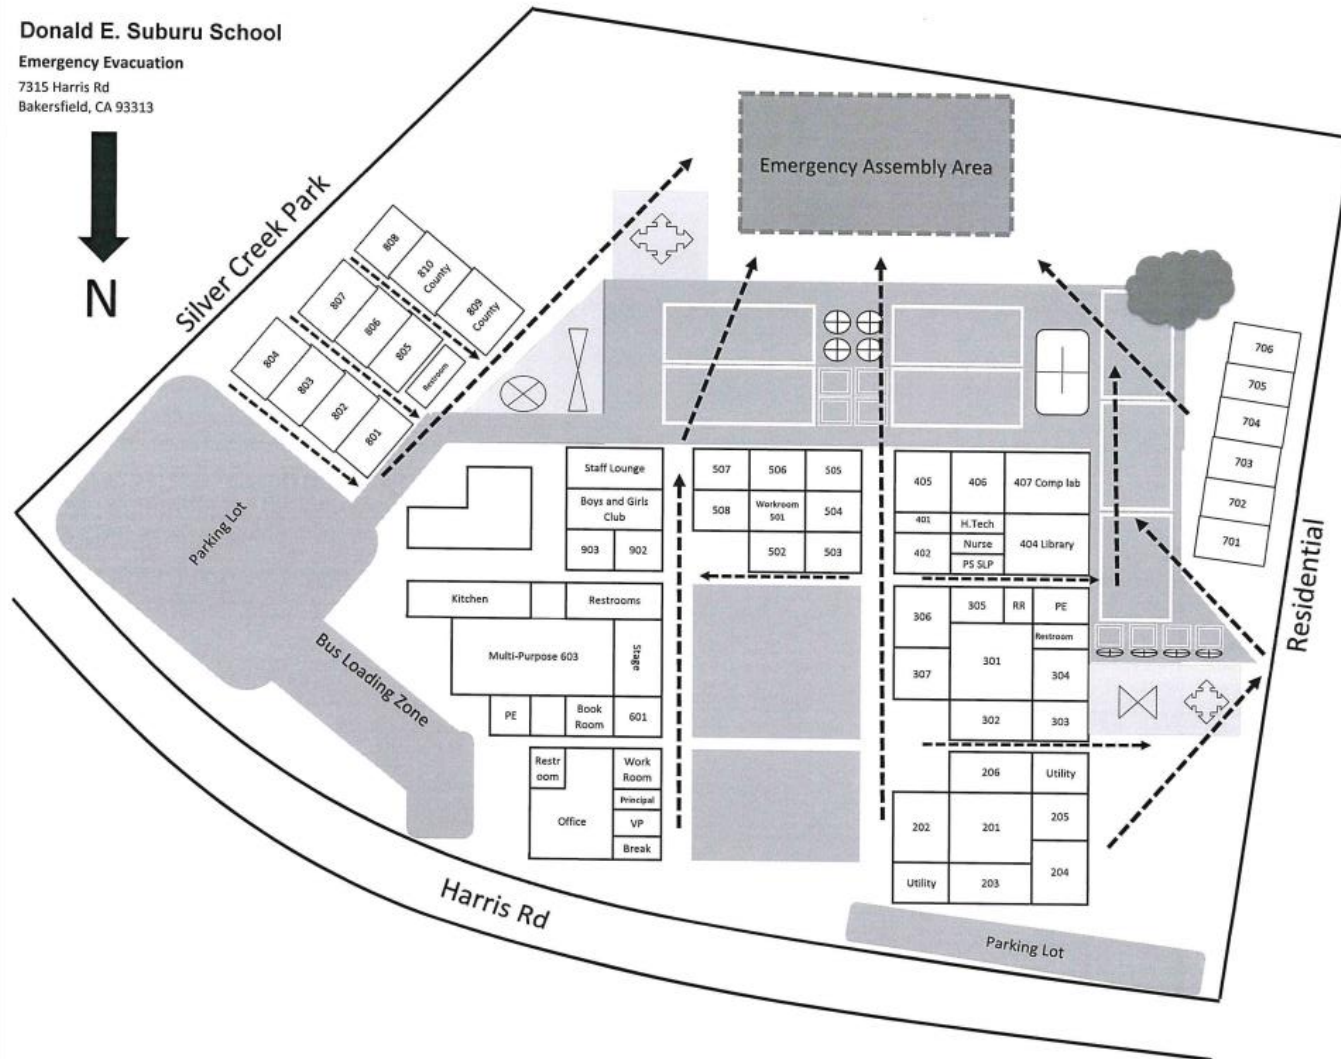 Donald E. Suburu School
Emergency Evacuation
7315 Harris Rd
Bakersfield, CA 93313
N
Silver Creek Park
Emergency Assembly Area
808
810
County
809
County
807
806
805
Restroom
804
803
802
801
706
705
704
703
702
701
Residential
Parking Lot
Bus Loading Zone
Staff Lounge
Boys and Girls
Club
903
902
Kitchen
Restrooms
Multi-Purpose 603
Stage
PE
Book
Room
601
Restr
oom
Work
Room
Principal
Office
VP
Break
507
506
505
508
Workroom
501
504
502
503
405
406
407 Comp lab
401
H.Tech
402
Nurse
404 Library
PS SLP
306
305
RR
PE
Restroom
301
307
304
302
303
206
Utility
202
201
205
204
Utility
203
Harris Rd
Parking Lot